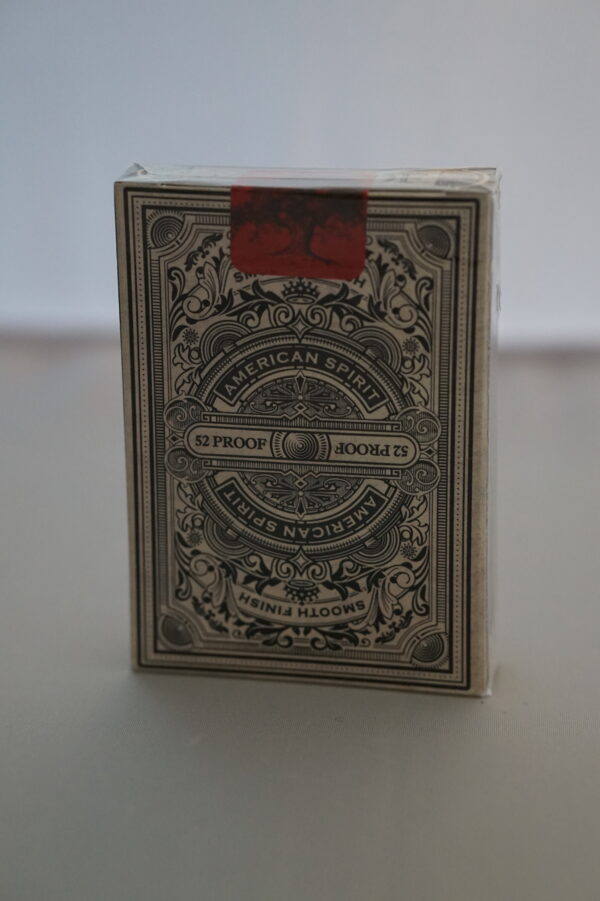 AMERICAN SPIRIT
52 PROOF 52 PROOF
AMERICAN SPIRIT
SMOOTH FINISH